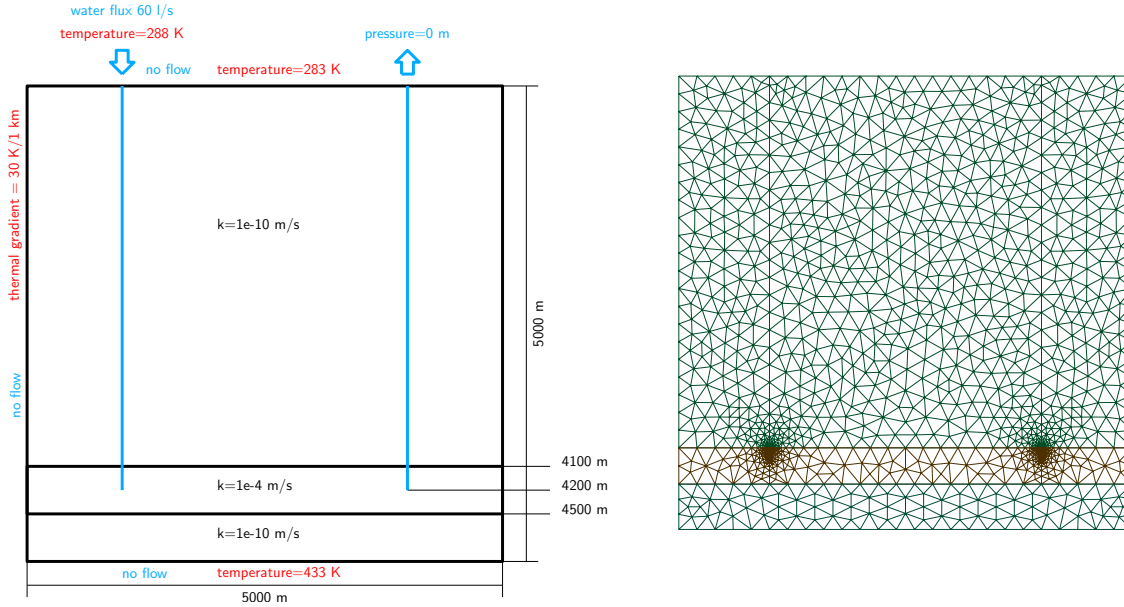 water flux 60 l/s
temperature=288 K
pressure=0 m
no flow
temperature=283 K
thermal gradient = 30 K/1 km
k=1e-10 m/s
5000 m
no flow
4100 m
k=1e-4 m/s
4200 m
4500 m
k=1e-10 m/s
no flow
temperature=433 K
5000 m